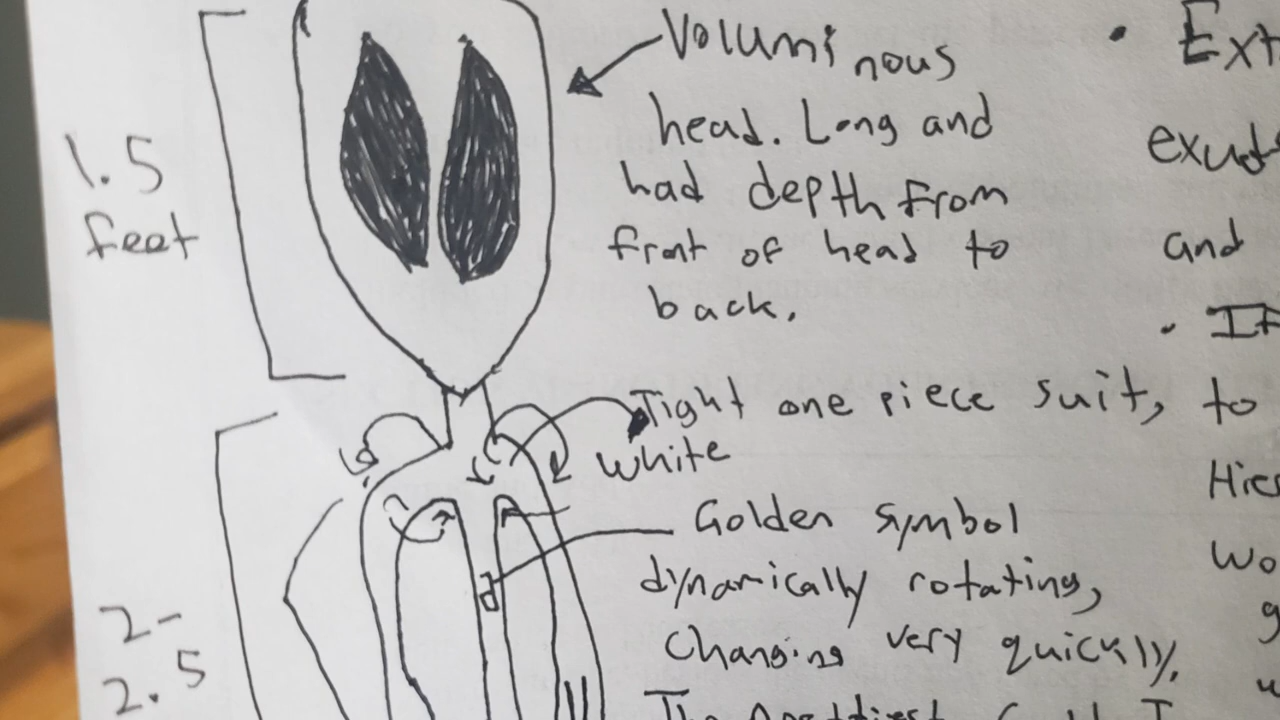 1.5
feet
Voluminous
head. Long and
had depth from
front of head to
back.
Tight one piece suit,
white
Golden symbol
dynamically rotating,
changing very quickly.
2-
2.5
• Ext
exud
and
•
to
Hier
wo
g